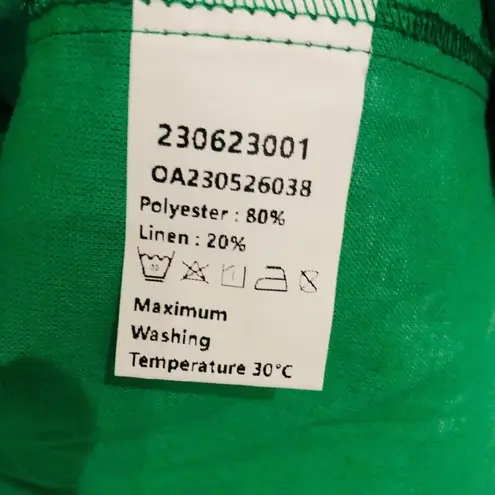 230623001
OA230526038
Polyester : 80%
Linen : 20%
Maximum
Washing
Temperature 30°C